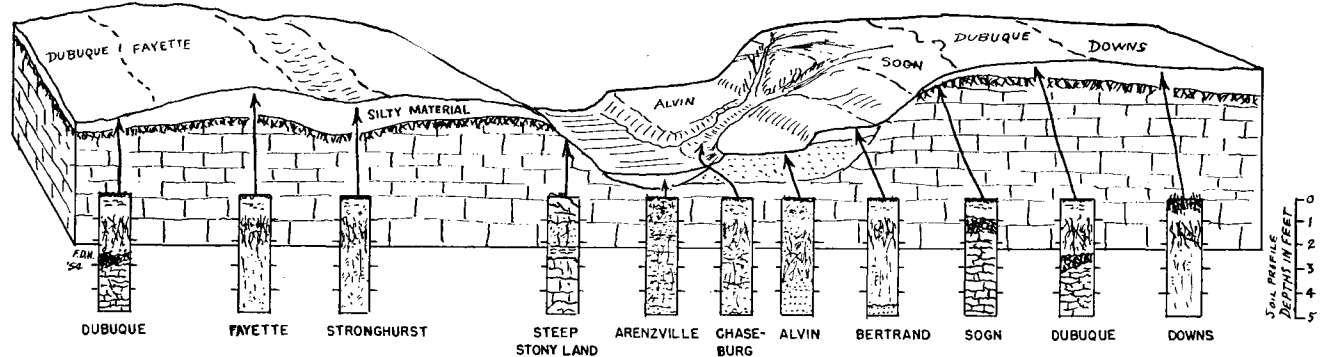 DUBUQUE
FAYETTE
SILTY MATERIAL
ALVIN
SOGN
DUBUQUE
DOWNS
F.D.H.
'54
DUBUQUE
FAYETTE
STRONGHURST
STEEP
STONY LAND
ARENZVILLE
CHASE-
BURG
ALVIN
BERTRAND
SOGN
DUBUQUE
DOWNS
SOIL PROFILE
DEPTHS IN FEET
0
1
2
3
4
5